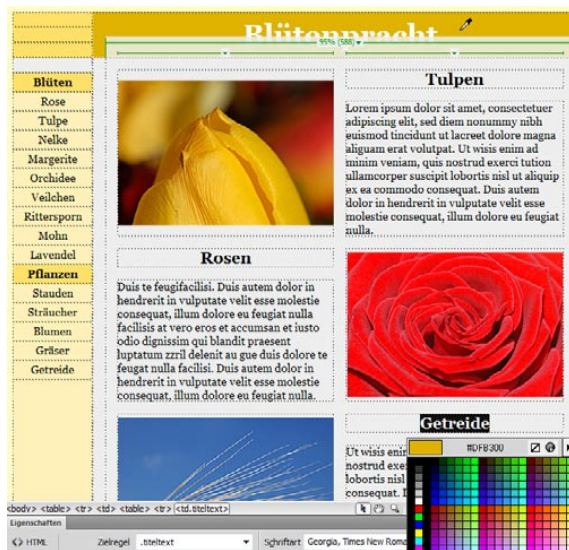 Blütenpracht
95% (588)
Blüten
Rose
Tulpe
Nelke
Margerite
Orchidee
Veilchen
Rittersporn
Mohn
Lavendel
Pflanzen
Stauden
Sträucher
Blumen
Gräser
Getreide
Tulpen
Lorem ipsum dolor sit amet, consectetuer
adipiscing elit, sed diem nonummy nibh
euismod tincidunt ut lacreet dolore magna
aliguam erat volutpat. Ut wisis enim ad
minim veniam, quis nostrud exerci tution
ullamcorper suscipit lobortis nisl ut aliquip
ex ea commodo consequat. Duis autem
dolor in hendrerit in vulputate velit esse
molestie consequat, illum dolore eu feugiat
nulla.
Rosen
Duis te feugifacilisi. Duis autem dolor in
hendrerit in vulputate velit esse molestie
consequat, illum dolore eu feugiat nulla
facilisis at vero eros et accumsan et iusto
odio dignissim qui blandit praesent
luptatum zzril delenit au gue duis dolore te
feugat nulla facilisi. Duis autem dolor in
hendrerit in vulputate velit esse molestie
consequat, illum dolore eu feugiat nulla.
Getreide
Ut wisis enim
nostrud exe
lobortis nisl
consequat.
#DFB300
<body> <table> <tr> <td> <table> <tr> <td.titeltext>
Eigenschaften
<> HTML Zielregel .titeltext Schriftart Georgia, Times New Roma